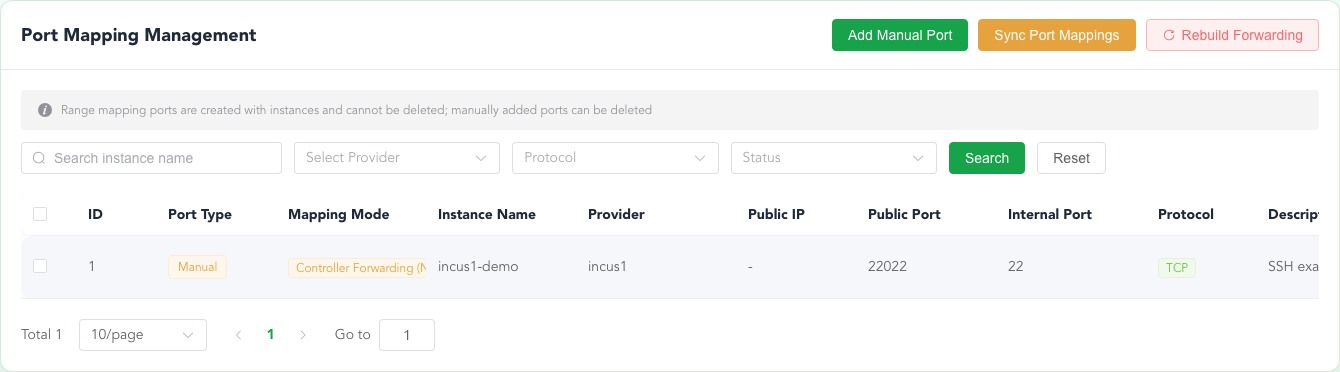 Port Mapping Management
Add Manual Port
Sync Port Mappings
Rebuild Forwarding
Range mapping ports are created with instances and cannot be deleted; manually added ports can be deleted
Search instance name
Select Provider
Protocol
Status
Search
Reset
ID Port Type Mapping Mode Instance Name Provider Public IP Public Port Internal Port Protocol Descrip
1 Manual Controller Forwarding (N incus1-demo incus1 - 22022 22 TCP SSH exa
Total 1 10/page 1 Go to 1